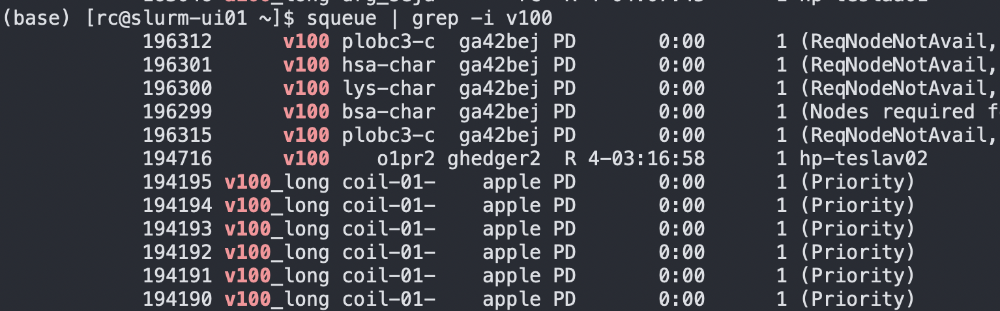 (base) [rc@slurm-ui01 ~]$ squeue | grep -i v100
196312 v100 plobc3-c ga42bej PD 0:00 1 (ReqNodeNotAvail,
196301 v100 hsa-char ga42bej PD 0:00 1 (ReqNodeNotAvail,
196300 v100 lys-char ga42bej PD 0:00 1 (ReqNodeNotAvail,
196299 v100 bsa-char ga42bej PD 0:00 1 (Nodes required
196315 v100 plobc3-c ga42bej PD 0:00 1 (ReqNodeNotAvail,
194716 v100 o1pr2 ghedger2 R 4-03:16:58 1 hp-teslav02
194195 v100_long coil-01- apple PD 0:00 1 (Priority)
194194 v100_long coil-01- apple PD 0:00 1 (Priority)
194193 v100_long coil-01- apple PD 0:00 1 (Priority)
194192 v100_long coil-01- apple PD 0:00 1 (Priority)
194191 v100_long coil-01- apple PD 0:00 1 (Priority)
194190 v100_long coil-01- apple PD 0:00 1 (Priority)